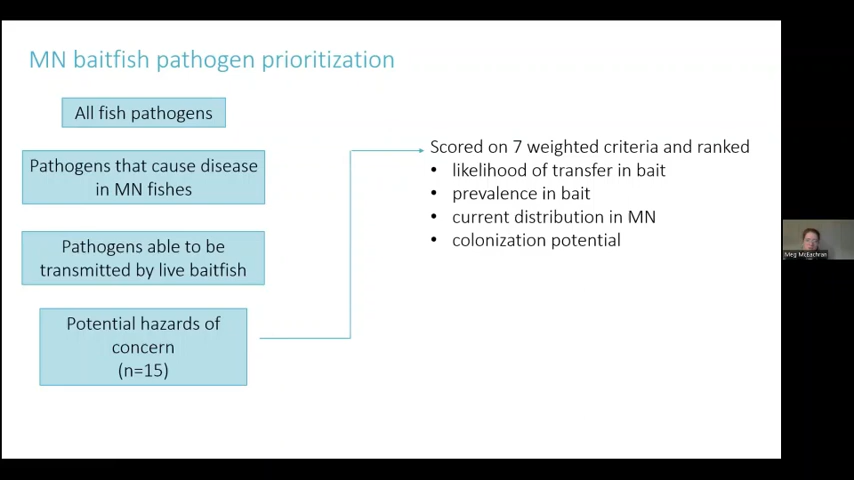 MN baitfish pathogen prioritization
All fish pathogens
Pathogens that cause disease
in MN fishes
Pathogens able to be
transmitted by live baitfish
Potential hazards of
concern
(n=15)
Scored on 7 weighted criteria and ranked
• likelihood of transfer in bait
• prevalence in bait
• current distribution in MN
• colonization potential
Meg McEachran